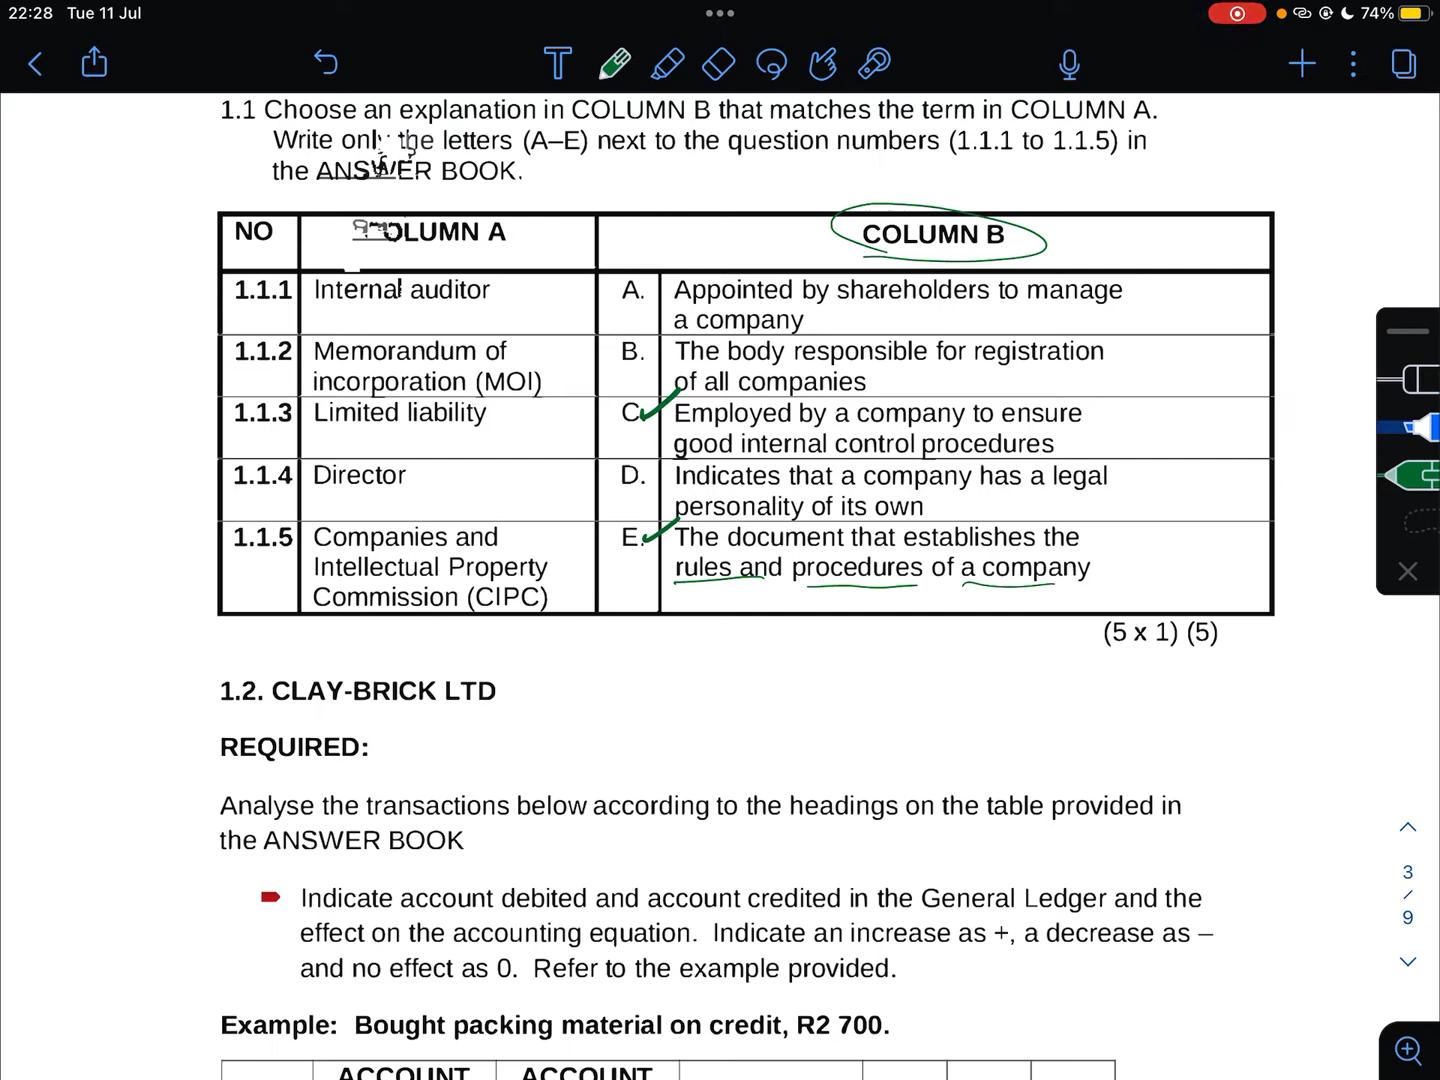 22:28 Tue 11 Jul
74%
1.1 Choose an explanation in COLUMN B that matches the term in COLUMN A.
Write only the letters (A–E) next to the question numbers (1.1.1 to 1.1.5) in
the ANSWER BOOK.
NO COLUMN A COLUMN B
1.1.1 Internal auditor A. Appointed by shareholders to manage
a company
1.1.2 Memorandum of B. The body responsible for registration
incorporation (MOI) of all companies
1.1.3 Limited liability C. Employed by a company to ensure
good internal control procedures
1.1.4 Director D. Indicates that a company has a legal
personality of its own
1.1.5 Companies and E. The document that establishes the
Intellectual Property rules and procedures of a company
Commission (CIPC)
(5 x 1) (5)
1.2. CLAY-BRICK LTD
REQUIRED:
Analyse the transactions below according to the headings on the table provided in
the ANSWER BOOK
Indicate account debited and account credited in the General Ledger and the
effect on the accounting equation. Indicate an increase as +, a decrease as –
and no effect as 0. Refer to the example provided.
Example: Bought packing material on credit, R2 700.
ACCOUNT ACCOUNT
3
/
9